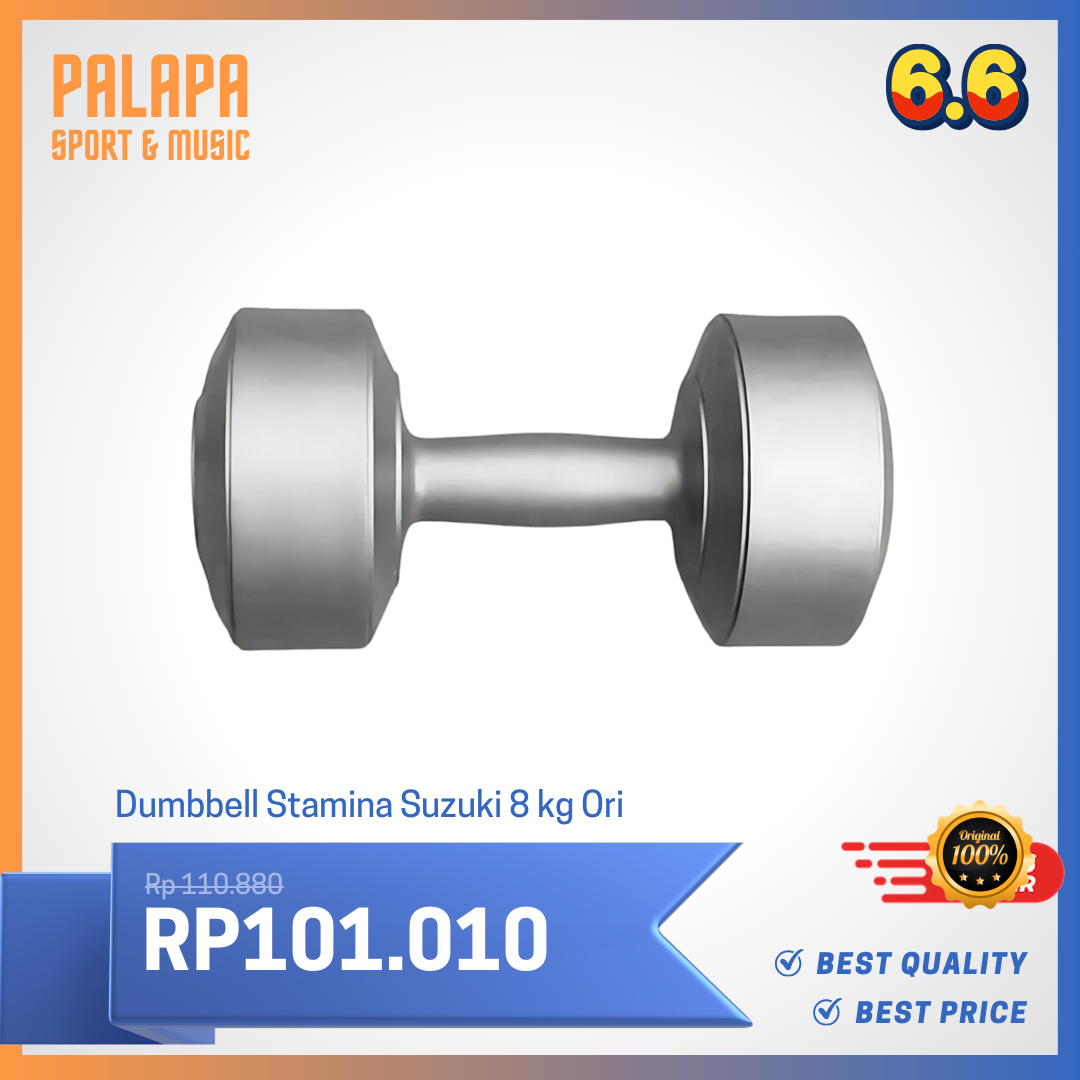 PALAPA
SPORT & MUSIC
6.6
Dumbbell Stamina Suzuki 8 kg Ori
Rp 110.880
RP101.010
Original
100%
BEST QUALITY
BEST PRICE